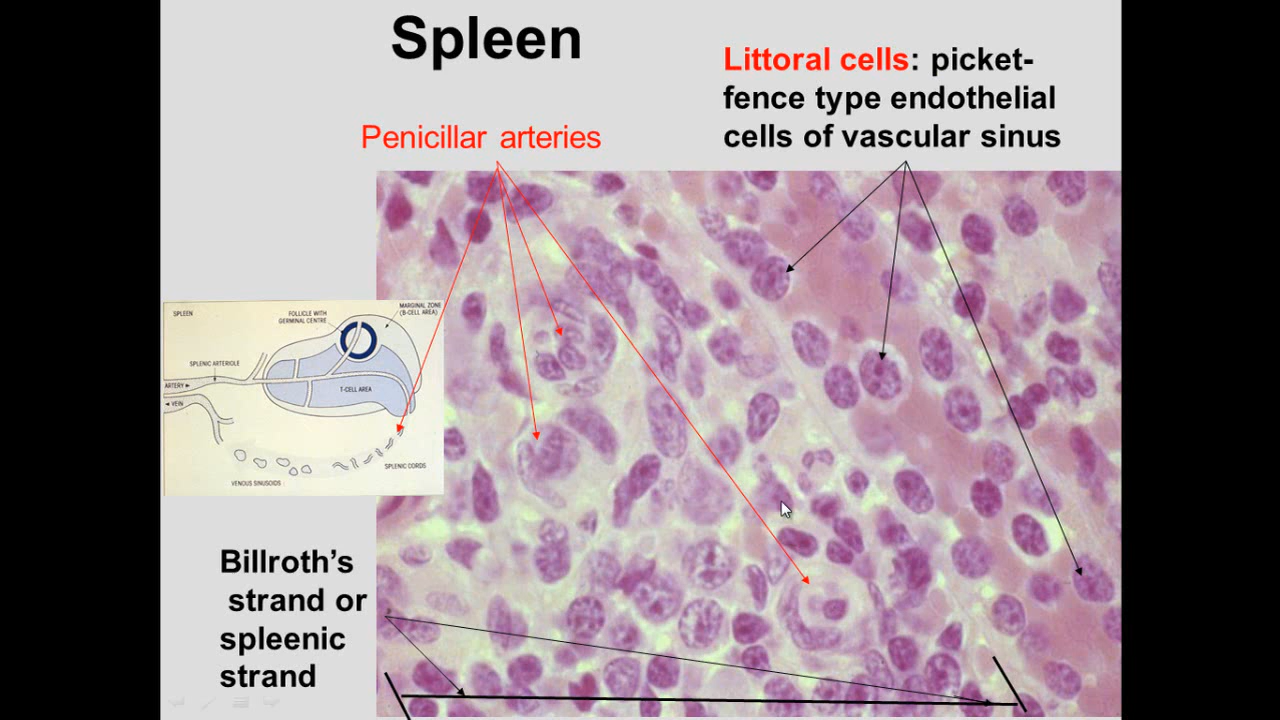 Spleen
Littoral cells: picket-
fence type endothelial
cells of vascular sinus
Penicillar arteries
SPLEEN
FOLLICLE WITH
GERMINAL CENTRE
MARGINAL ZONE
(B-CELL AREA)
SPLENIC ARTERIOLE
ARTERY
T-CELL AREA
VEIN
SPLENIC CORDS
VENOUS SINUSOIDS
Billroth’s
strand or
spleenic
strand